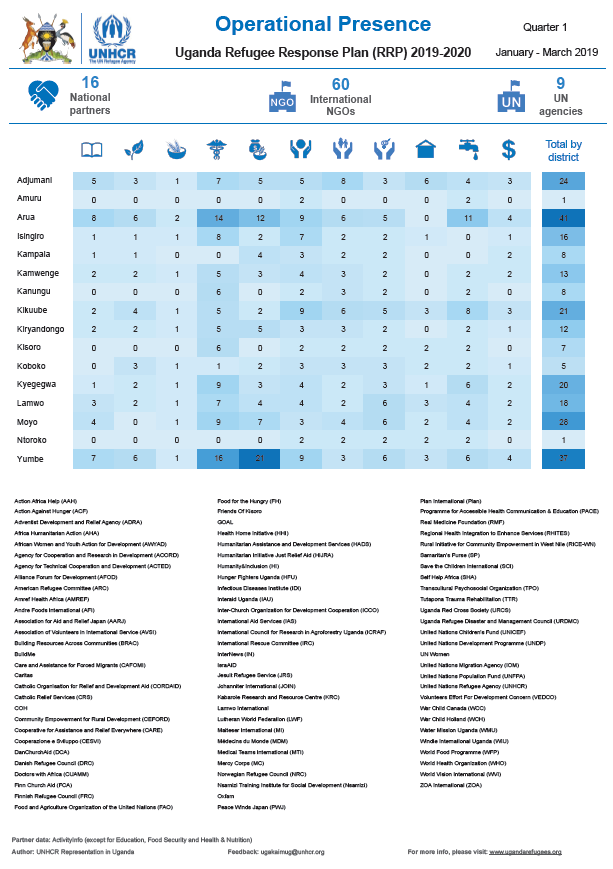 Operational Presence
Quarter 1
UNHCR
The UN Refugee Agency
Uganda Refugee Response Plan (RRP) 2019-2020
January - March 2019
16
National
partners
NGO
60
International
NGOs
UN
9
UN
agencies
Total by
district
Adjumani 5 3 1 7 5 5 8 3 6 4 3 24
Amuru 0 0 0 0 0 2 0 0 0 2 0 1
Arua 8 6 2 14 12 9 6 5 0 11 4 41
Isingiro 1 1 1 8 2 7 2 2 1 0 1 16
Kampala 1 1 0 0 4 3 2 2 0 0 2 8
Kamwenge 2 2 1 5 3 4 3 2 0 2 2 13
Kanungu 0 0 0 6 0 2 3 2 0 2 0 8
Kikuube 2 4 1 5 2 9 6 5 3 8 3 21
Kiryandongo 2 2 1 5 5 3 3 2 0 2 1 12
Kisoro 0 0 0 6 0 2 2 2 2 2 0 7
Koboko 0 3 1 1 2 3 3 3 2 2 1 5
Kyegegwa 1 2 1 9 3 4 2 3 1 6 2 20
Lamwo 3 2 1 7 4 4 2 6 3 4 2 18
Moyo 4 0 1 9 7 3 4 6 2 4 2 28
Ntoroko 0 0 0 0 0 2 2 2 2 2 0 1
Yumbe 7 6 1 16 21 9 3 6 3 6 4 37
Action Africa Help (AAH)
Action Against Hunger (ACF)
Adventist Development and Relief Agency (ADRA)
Africa Humanitarian Action (AHA)
African Women and Youth Action for Development (AWYAD)
Agency for Cooperation and Research in Development (ACORD)
Agency for Technical Cooperation and Development (ACTED)
Alliance Forum for Development (AFOD)
American Refugee Committee (ARC)
Amref Health Africa (AMREF)
Andre Foods International (AFI)
Association for Aid and Relief Japan (AARJ)
Association of Volunteers in International Service (AVSI)
Building Resources Across Communities (BRAC)
BuildMe
Care and Assistance for Forced Migrants (CAFOMI)
Caritas
Catholic Organisation for Relief and Development Aid (CORDAID)
Catholic Relief Services (CRS)
COH
Community Empowerment for Rural Development (CEFORD)
Cooperative for Assistance and Relief Everywhere (CARE)
Cooperazione e Sviluppo (CESVI)
DanChurchAid (DCA)
Danish Refugee Council (DRC)
Doctors with Africa (CUAMM)
Finn Church Aid (FCA)
Finnish Refugee Council (FRC)
Food and Agriculture Organization of the United Nations (FAO)
Food for the Hungry (FH)
Friends Of Kisoro
GOAL
Health Home Initiative (HHI)
Humanitarian Assistance and Development Services (HADS)
Humanitarian Initiative Just Relief Aid (HIJRA)
Humanity&Inclusion (HI)
Hunger Fighters Uganda (HFU)
Infectious Diseases Institute (IDI)
Interaid Uganda (IAU)
Inter-Church Organization for Development Cooperation (ICCO)
International Aid Services (IAS)
International Council for Research in Agroforestry Uganda (ICRAF)
International Rescue Committee (IRC)
InterNews (IN)
IsraAID
Jesuit Refugee Service (JRS)
Johanniter International (JOIN)
Kabarole Research and Resource Centre (KRC)
Lamwo International
Lutheran World Federation (LWF)
Malteser International (MI)
Médecins du Monde (MDM)
Medical Teams International (MTI)
Mercy Corps (MC)
Norwegian Refugee Council (NRC)
Nsamizi Training Institute for Social Development (Nsamizi)
Oxfam
Peace Winds Japan (PWJ)
Plan International (Plan)
Programme for Accessible Health Communication & Education (PACE)
Real Medicine Foundation (RMF)
Regional Health Integration to Enhance Services (RHITES)
Rural Initiative for Community Empowerment in West Nile (RICE-WN)
Samaritan's Purse (SP)
Save the Children International (SCI)
Self Help Africa (SHA)
Transcultural Psychosocial Organization (TPO)
Tutapona Trauma Rehabilitation (TTR)
Uganda Red Cross Society (URCS)
Uganda Refugee Disaster and Management Council (URDMC)
United Nations Children's Fund (UNICEF)
United Nations Development Programme (UNDP)
UN Women
United Nations Migration Agency (IOM)
United Nations Population Fund (UNFPA)
United Nations Refugee Agency (UNHCR)
Volunteers Effort For Development Concern (VEDCO)
War Child Canada (WCC)
War Child Holland (WCH)
Water Mission Uganda (WMU)
Windle International Uganda (WIU)
World Food Programme (WFP)
World Health Organization (WHO)
World Vision International (WVI)
ZOA International (ZOA)
Partner data: ActivityInfo (except for Education, Food Security and Health & Nutrition)
Author: UNHCR Representation in Uganda
Feedback: ugakaimug@unhcr.org
For more info, please visit: www.ugandarefugees.org